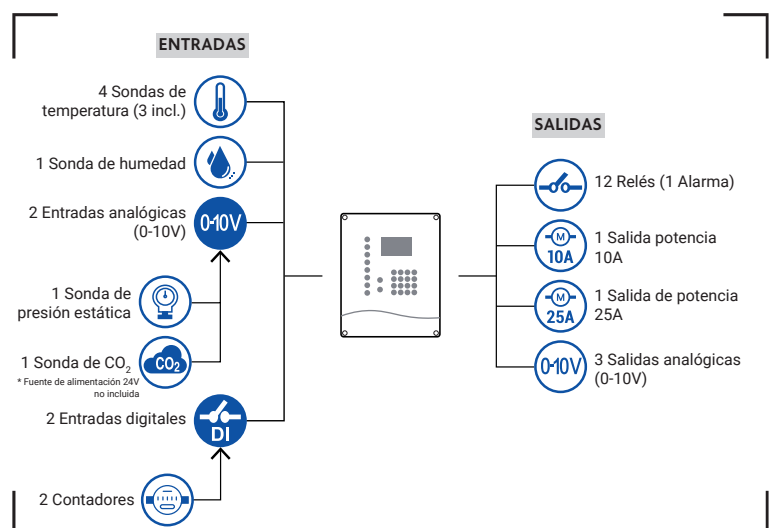 ENTRADAS
4 Sondas de
temperatura (3 incl.)
1 Sonda de humedad
2 Entradas analógicas
(0-10V)
0-10V
1 Sonda de
presión estática
1 Sonda de CO₂
* Fuente de alimentación 24V
no incluida
CO₂
2 Entradas digitales
DI
2 Contadores
SALIDAS
12 Relés (1 Alarma)
M
10A
1 Salida potencia
10A
M
25A
1 Salida de potencia
25A
0-10V
3 Salidas analógicas
(0-10V)